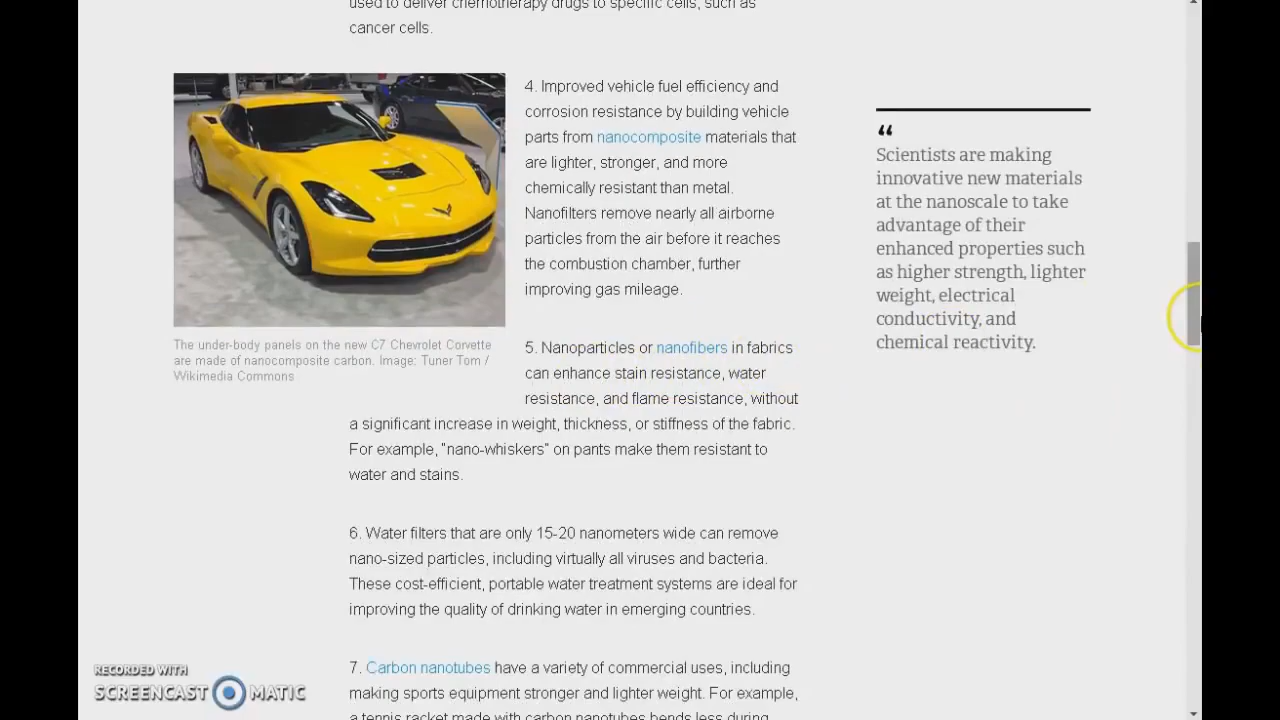 used to deliver chemotherapy drugs to specific cells, such as
cancer cells.
4. Improved vehicle fuel efficiency and
corrosion resistance by building vehicle
parts from nanocomposite materials that
are lighter, stronger, and more
chemically resistant than metal.
Nanofilters remove nearly all airborne
particles from the air before it reaches
the combustion chamber, further
improving gas mileage.
The under-body panels on the new C7 Chevrolet Corvette
are made of nanocomposite carbon. Image: Tuner Tom /
Wikimedia Commons
5. Nanoparticles or nanofibers in fabrics
can enhance stain resistance, water
resistance, and flame resistance, without
a significant increase in weight, thickness, or stiffness of the fabric.
For example, "nano-whiskers" on pants make them resistant to
water and stains.
6. Water filters that are only 15-20 nanometers wide can remove
nano-sized particles, including virtually all viruses and bacteria.
These cost-efficient, portable water treatment systems are ideal for
improving the quality of drinking water in emerging countries.
7. Carbon nanotubes have a variety of commercial uses, including
making sports equipment stronger and lighter weight. For example,
a tennis racket made with carbon nanotubes bends less during
“
Scientists are making
innovative new materials
at the nanoscale to take
advantage of their
enhanced properties such
as higher strength, lighter
weight, electrical
conductivity, and
chemical reactivity.
RECORDED WITH
SCREENCAST MATIC